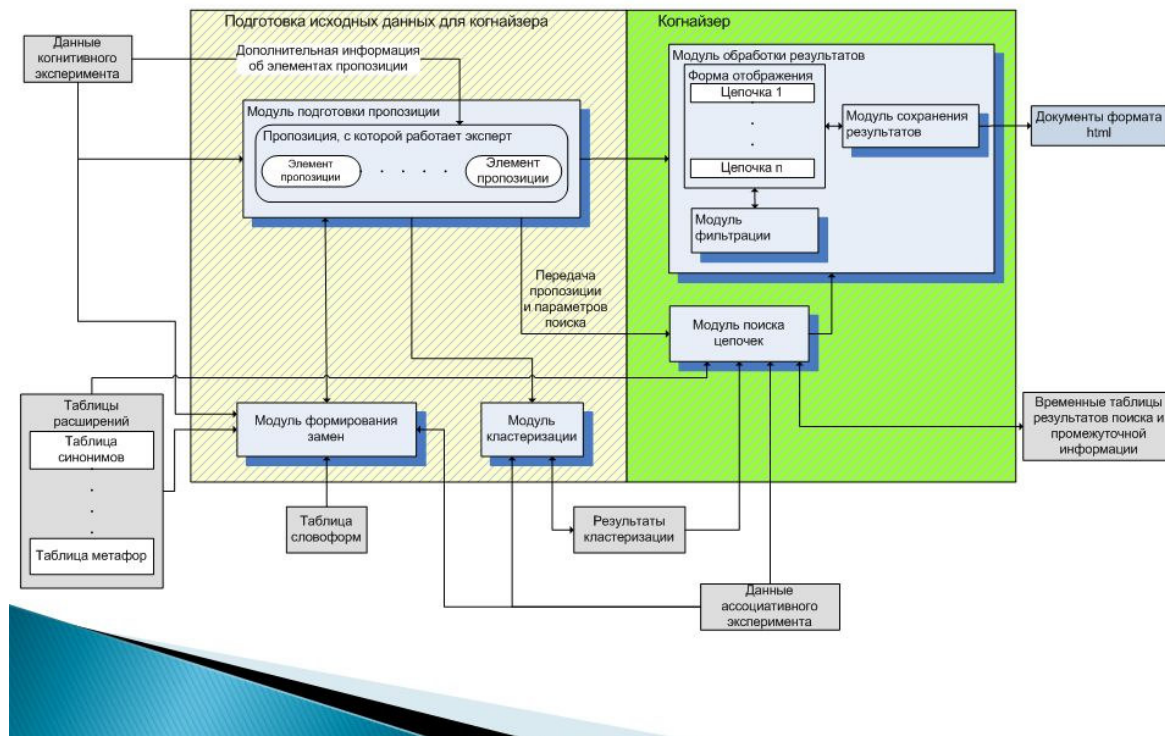 Подготовка исходных данных для когнайзера
Когнайзер
Данные
когнитивного
эксперимента
Дополнительная информация
об элементах пропозиции
Модуль подготовки пропозиции
Пропозиция, с которой работает эксперт
Элемент
пропозиции
. . . . .
Элемент
пропозиции
Модуль обработки результатов
Форма отображения
Цепочка 1
.
.
.
Цепочка n
Модуль сохранения
результатов
Документы формата
html
Модуль
фильтрации
Передача
пропозиции
и параметров
поиска
Модуль поиска
цепочек
Таблицы
расширений
Таблица
синонимов
.
.
.
Таблица метафор
Модуль формирования
замен
Модуль
кластеризации
Временные таблицы
результатов поиска и
промежуточной
информации
Таблица
словоформ
Результаты
кластеризации
Данные
ассоциативного
эксперимента